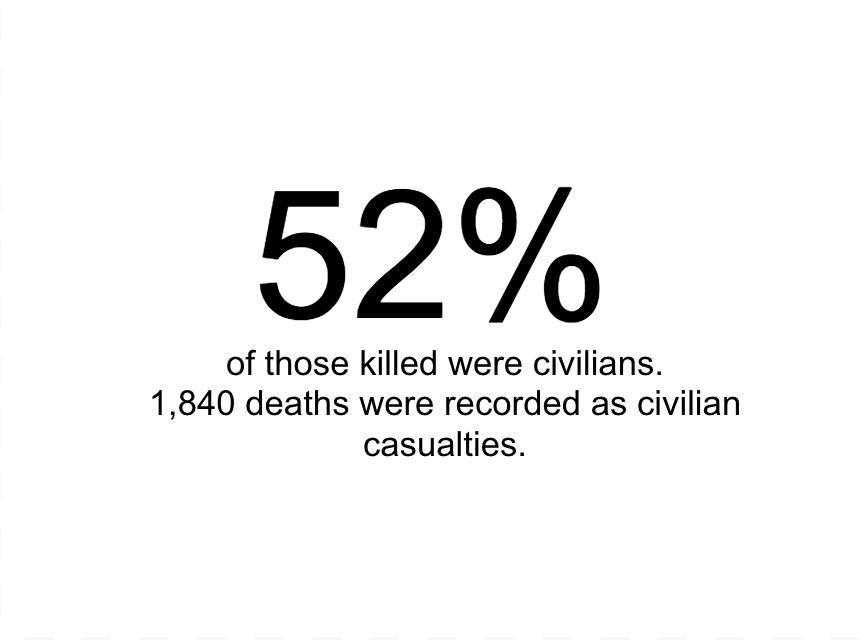 52%
of those killed were civilians.
1,840 deaths were recorded as civilian
casualties.